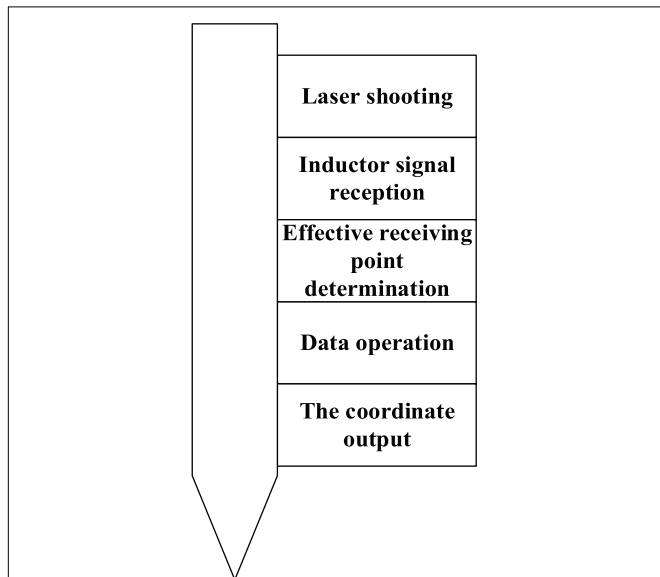 Laser shooting
Inductor signal
reception
Effective receiving
point
determination
Data operation
The coordinate
output